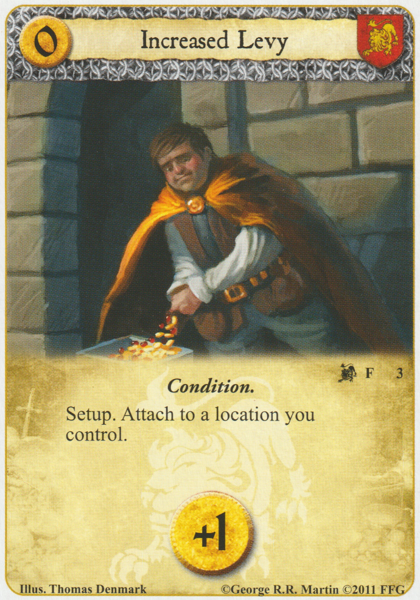 0
Increased Levy
F 3
Condition.
Setup. Attach to a location you
control.
+1
Illus. Thomas Denmark ©George R.R. Martin ©2011 FFG